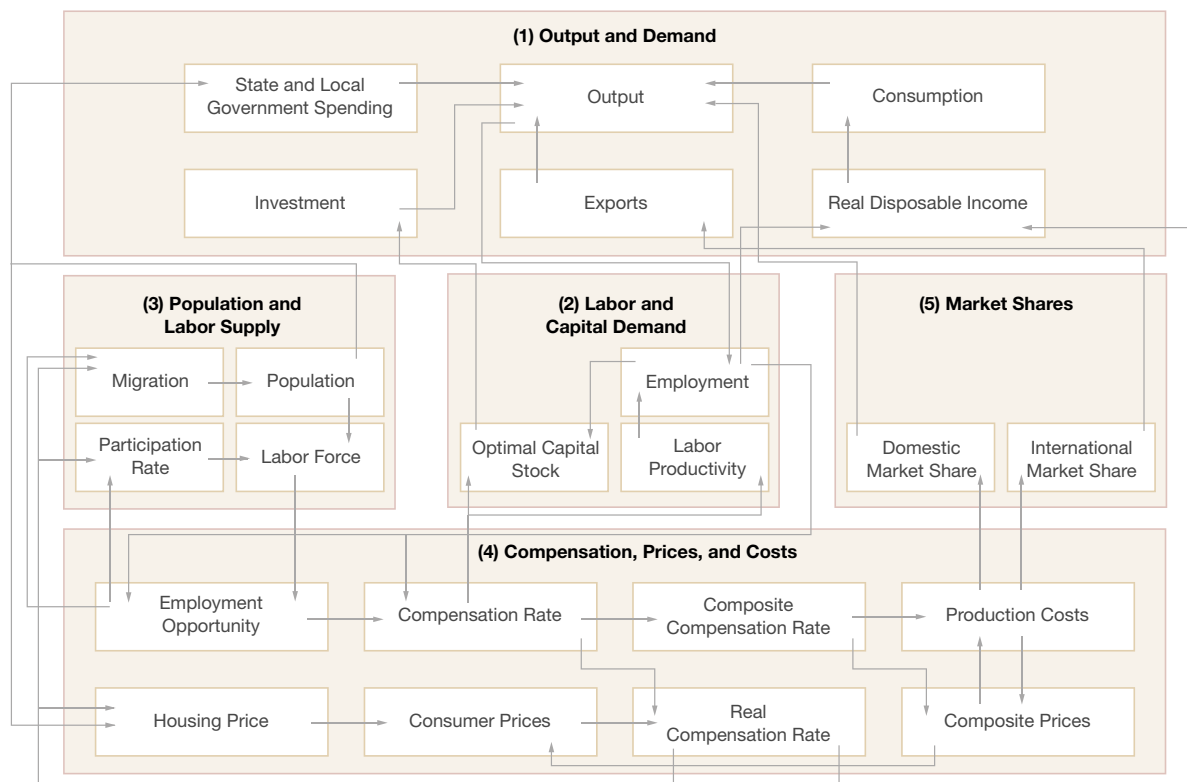 (1) Output and Demand
State and Local
Government Spending
Output
Consumption
Investment
Exports
Real Disposable Income
(3) Population and
Labor Supply
Migration
Population
Participation
Rate
Labor Force
(2) Labor and
Capital Demand
Employment
Optimal Capital
Stock
Labor
Productivity
(5) Market Shares
Domestic
Market Share
International
Market Share
(4) Compensation, Prices, and Costs
Employment
Opportunity
Compensation Rate
Composite
Compensation Rate
Production Costs
Housing Price
Consumer Prices
Real
Compensation Rate
Composite Prices